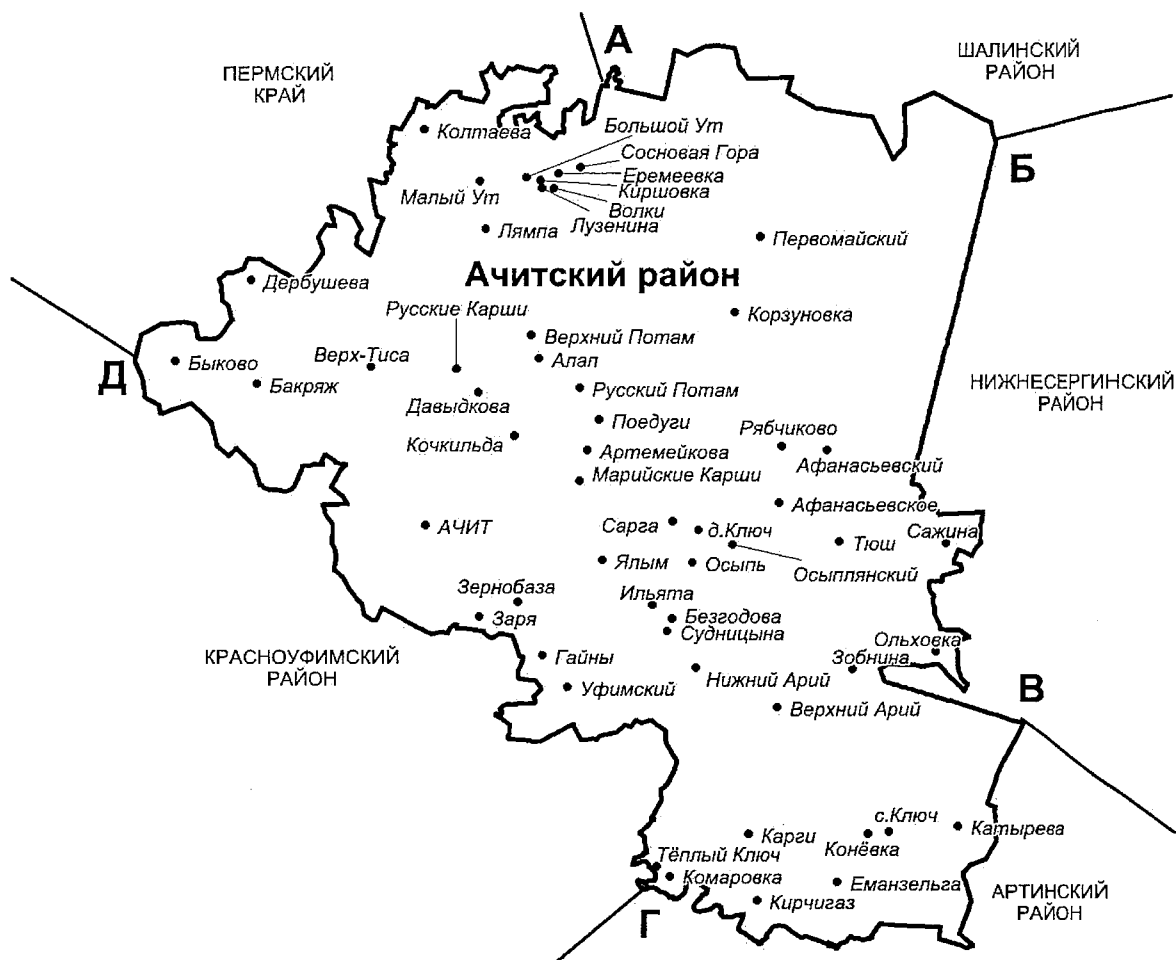 А
ШАЛИНСКИЙ
РАЙОН
ПЕРМСКИЙ
КРАЙ
Большой Ут
Колтаева
Сосновая Гора
Б
Еремеевка
Киршовка
Малый Ут
Волки
Лузенина
Лямпа
Первомайский
Ачитский район
Дербушева
Русские Карши
Корзуновка
Верхний Потам
Верх-Тиса
Алап
Быково
Д
Бакряж
НИЖНЕСЕРГИНСКИЙ
РАЙОН
Русский Потам
Давыдкова
Поедуги
Рябчиково
Кочкильда
Артемейкова
Афанасьевский
Марийские Карши
Афанасьевское
АЧИТ
Сарга
д.Ключ
Сажина
Тюш
Ялым
Осыпь
Осыплянский
Зернобаза
Ильята
Заря
Безгодова
Судницына
Ольховка
КРАСНОУФИМСКИЙ
РАЙОН
Гайны
Зобнина
Нижний Арий
В
Уфимский
Верхний Арий
с.Ключ
Карги
Конёвка
Катырева
Тёплый Ключ
Комаровка
Еманзельга
АРТИНСКИЙ
РАЙОН
Кирчигаз
Г